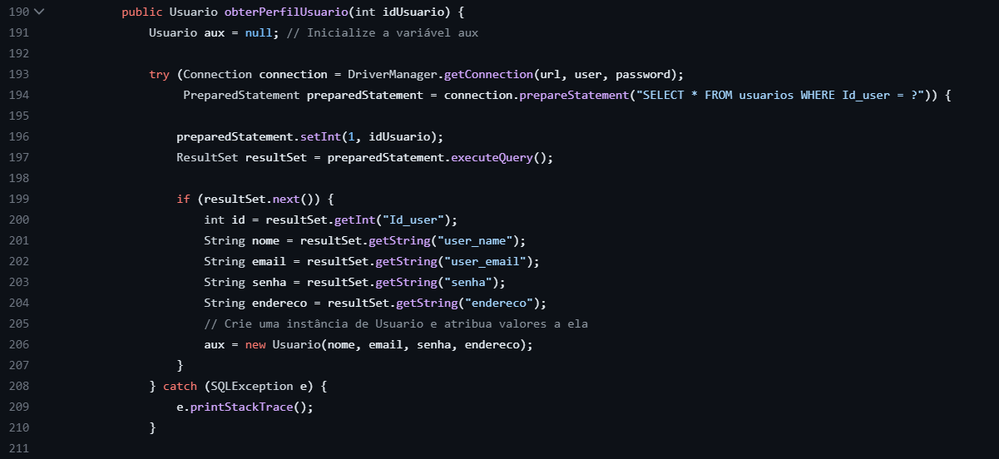 190 public Usuario obterPerfilUsuario(int idUsuario) {
191 Usuario aux = null; // Inicialize a variável aux
192
193 try (Connection connection = DriverManager.getConnection(url, user, password);
194 PreparedStatement preparedStatement = connection.prepareStatement("SELECT * FROM usuarios WHERE Id_user = ?")) {
195
196 preparedStatement.setInt(1, idUsuario);
197 ResultSet resultSet = preparedStatement.executeQuery();
198
199 if (resultSet.next()) {
200 int id = resultSet.getInt("Id_user");
201 String nome = resultSet.getString("user_name");
202 String email = resultSet.getString("user_email");
203 String senha = resultSet.getString("senha");
204 String endereco = resultSet.getString("endereco");
205 // Crie uma instância de Usuario e atribua valores a ela
206 aux = new Usuario(nome, email, senha, endereco);
207 }
208 } catch (SQLException e) {
209 e.printStackTrace();
210 }
211